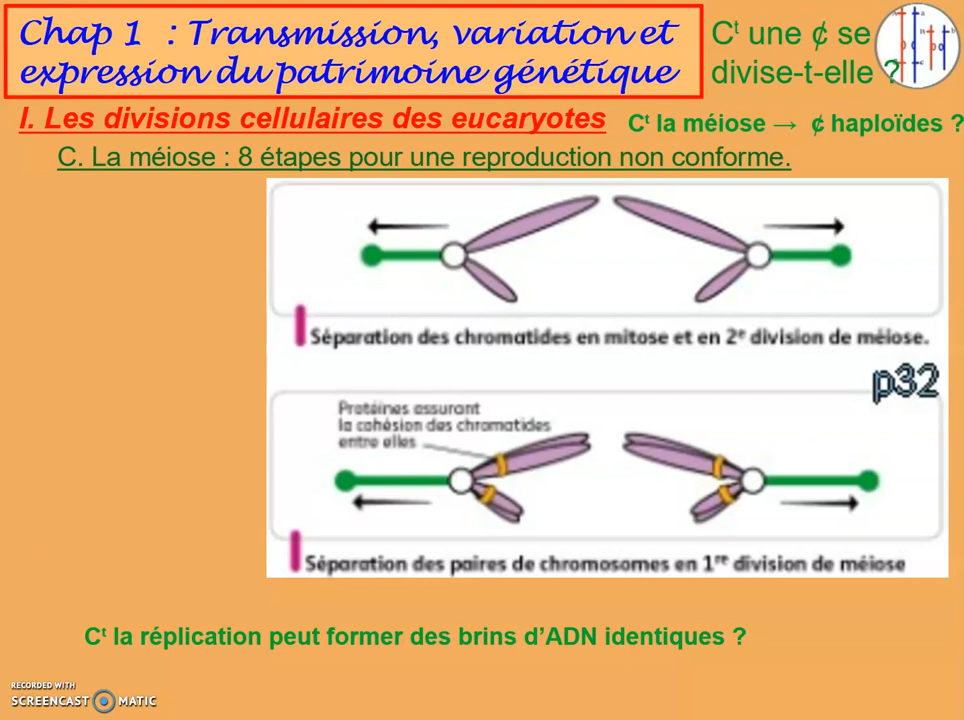 Chap 1 : Transmission, variation et
expression du patrimoine génétique
Cᵗ une ¢ se
divise-t-elle ?
I. Les divisions cellulaires des eucaryotes
Cᵗ la méiose → ¢ haploïdes ?
C. La méiose : 8 étapes pour une reproduction non conforme.
Séparation des chromatides en mitose et en 2ᵉ division de méiose.
p32
Protéines assurant
la cohésion des chromatides
entre elles
Séparation des paires de chromosomes en 1ʳᵉ division de méiose
Cᵗ la réplication peut former des brins d’ADN identiques ?
RECORDED WITH
SCREENCAST MATIC